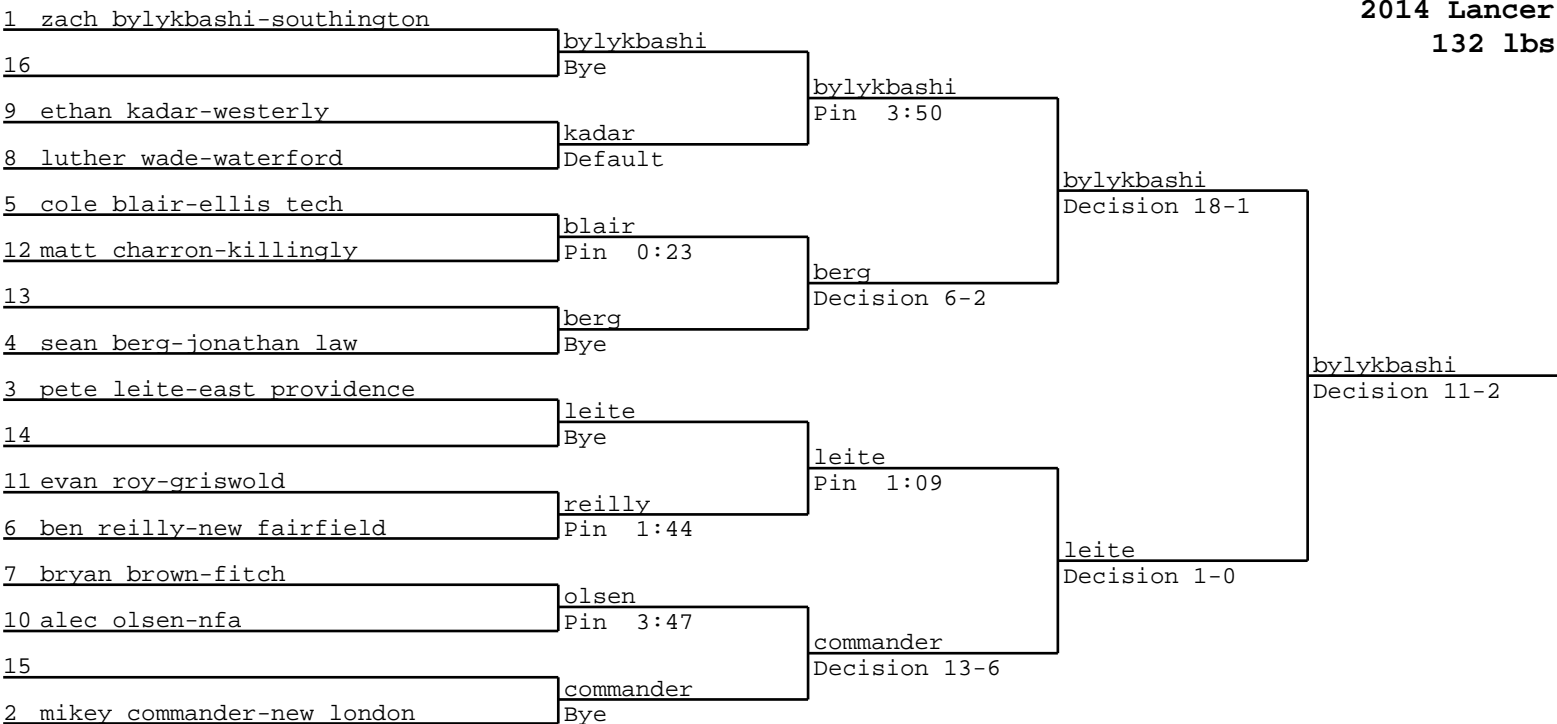 2014 Lancer
132 lbs
1 zach bylykbashi-southington
16
9 ethan kadar-westerly
8 luther wade-waterford
5 cole blair-ellis tech
12 matt charron-killingly
13
4 sean berg-jonathan law
3 pete leite-east providence
14
11 evan roy-griswold
6 ben reilly-new fairfield
7 bryan brown-fitch
10 alec olsen-nfa
15
2 mikey commander-new london
bylykbashi
Bye
kadar
Default
blair
Pin 0:23
berg
Bye
leite
Bye
reilly
Pin 1:44
olsen
Pin 3:47
commander
Bye
bylykbashi
Pin 3:50
berg
Decision 6-2
leite
Pin 1:09
commander
Decision 13-6
bylykbashi
Decision 18-1
leite
Decision 1-0
bylykbashi
Decision 11-2